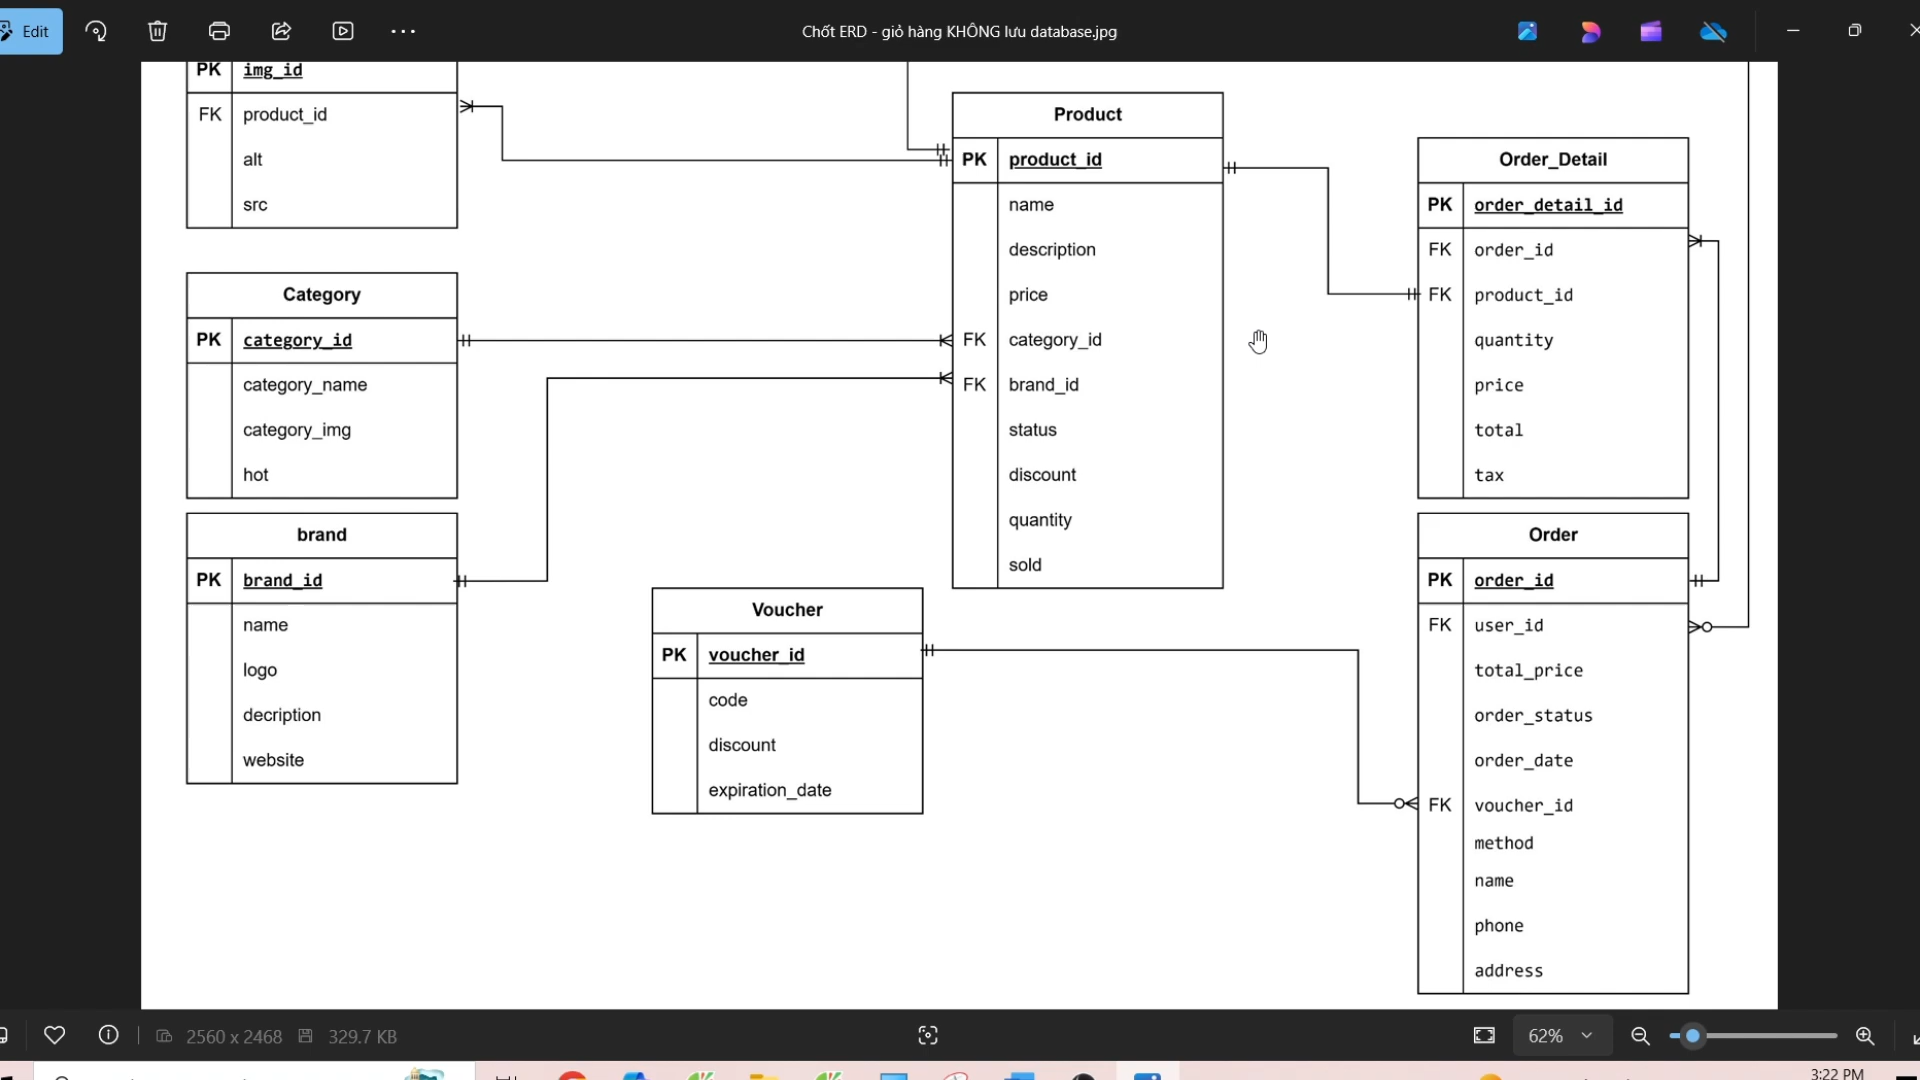 Edit
Chốt ERD - giỏ hàng KHÔNG lưu database.jpg
PK img_id
FK product_id
alt
src
Category
PK category_id
category_name
category_img
hot
brand
PK brand_id
name
logo
decription
website
Voucher
PK voucher_id
code
discount
expiration_date
Product
PK product_id
name
description
price
FK category_id
FK brand_id
status
discount
quantity
sold
Order_Detail
PK order_detail_id
FK order_id
FK product_id
quantity
price
total
tax
Order
PK order_id
FK user_id
total_price
order_status
order_date
FK voucher_id
method
name
phone
address
2560 x 2468
329.7 KB
62%
3:22 PM